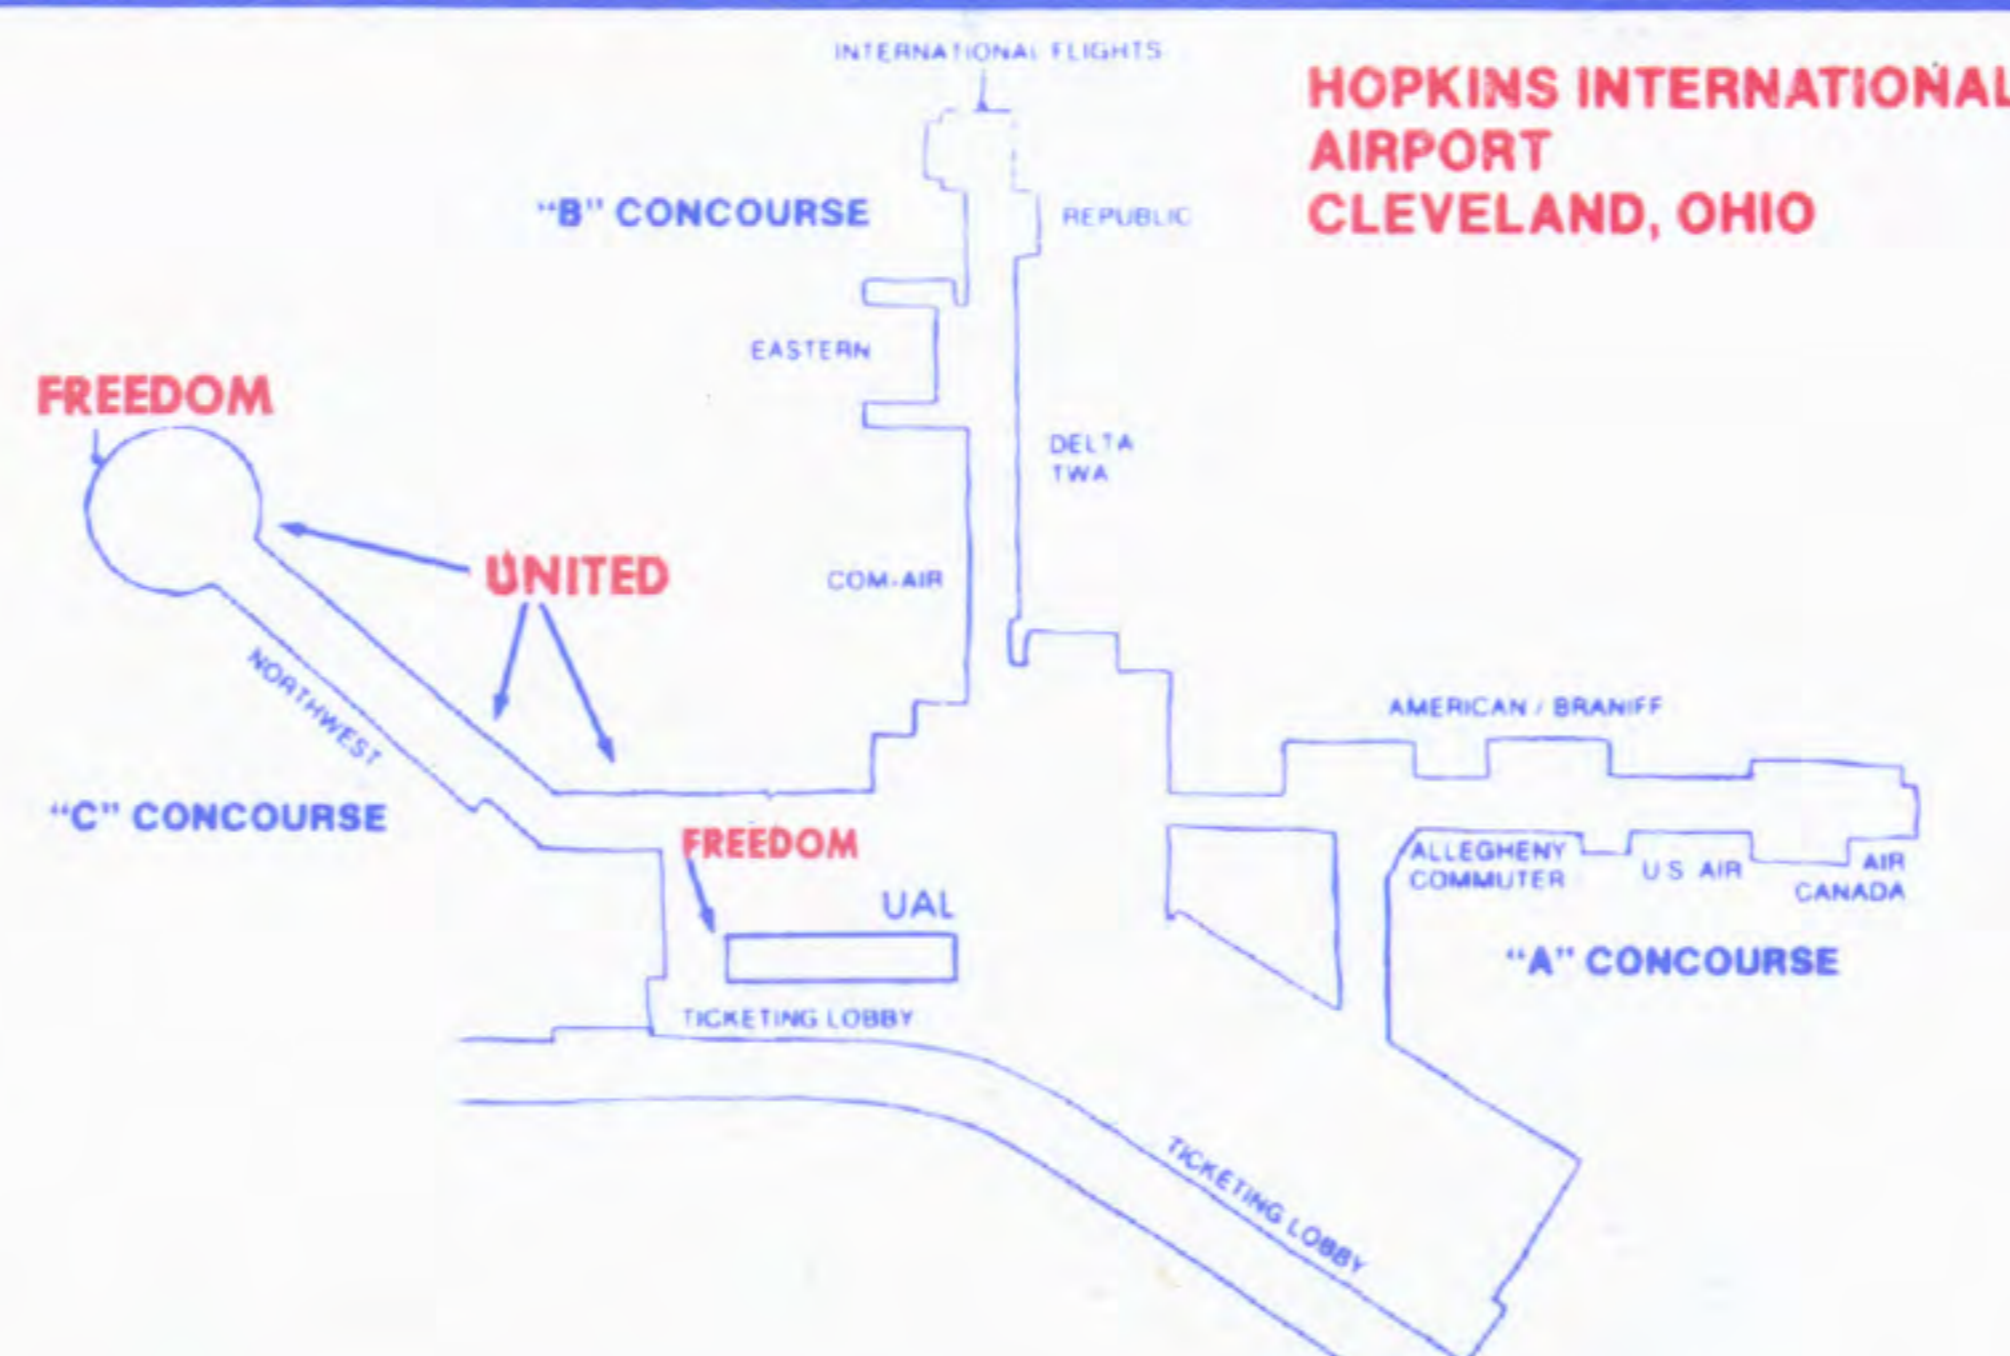 INTERNATIONAL FLIGHTS
HOPKINS INTERNATIONAL
AIRPORT
CLEVELAND, OHIO
"B" CONCOURSE
REPUBLIC
EASTERN
FREEDOM
DELTA
TWA
UNITED
COM-AIR
NORTHWEST
AMERICAN / BRANIFF
"C" CONCOURSE
FREEDOM
ALLEGHENY
COMMUTER
U S AIR
AIR
CANADA
UAL
"A" CONCOURSE
TICKETING LOBBY
TICKETING LOBBY